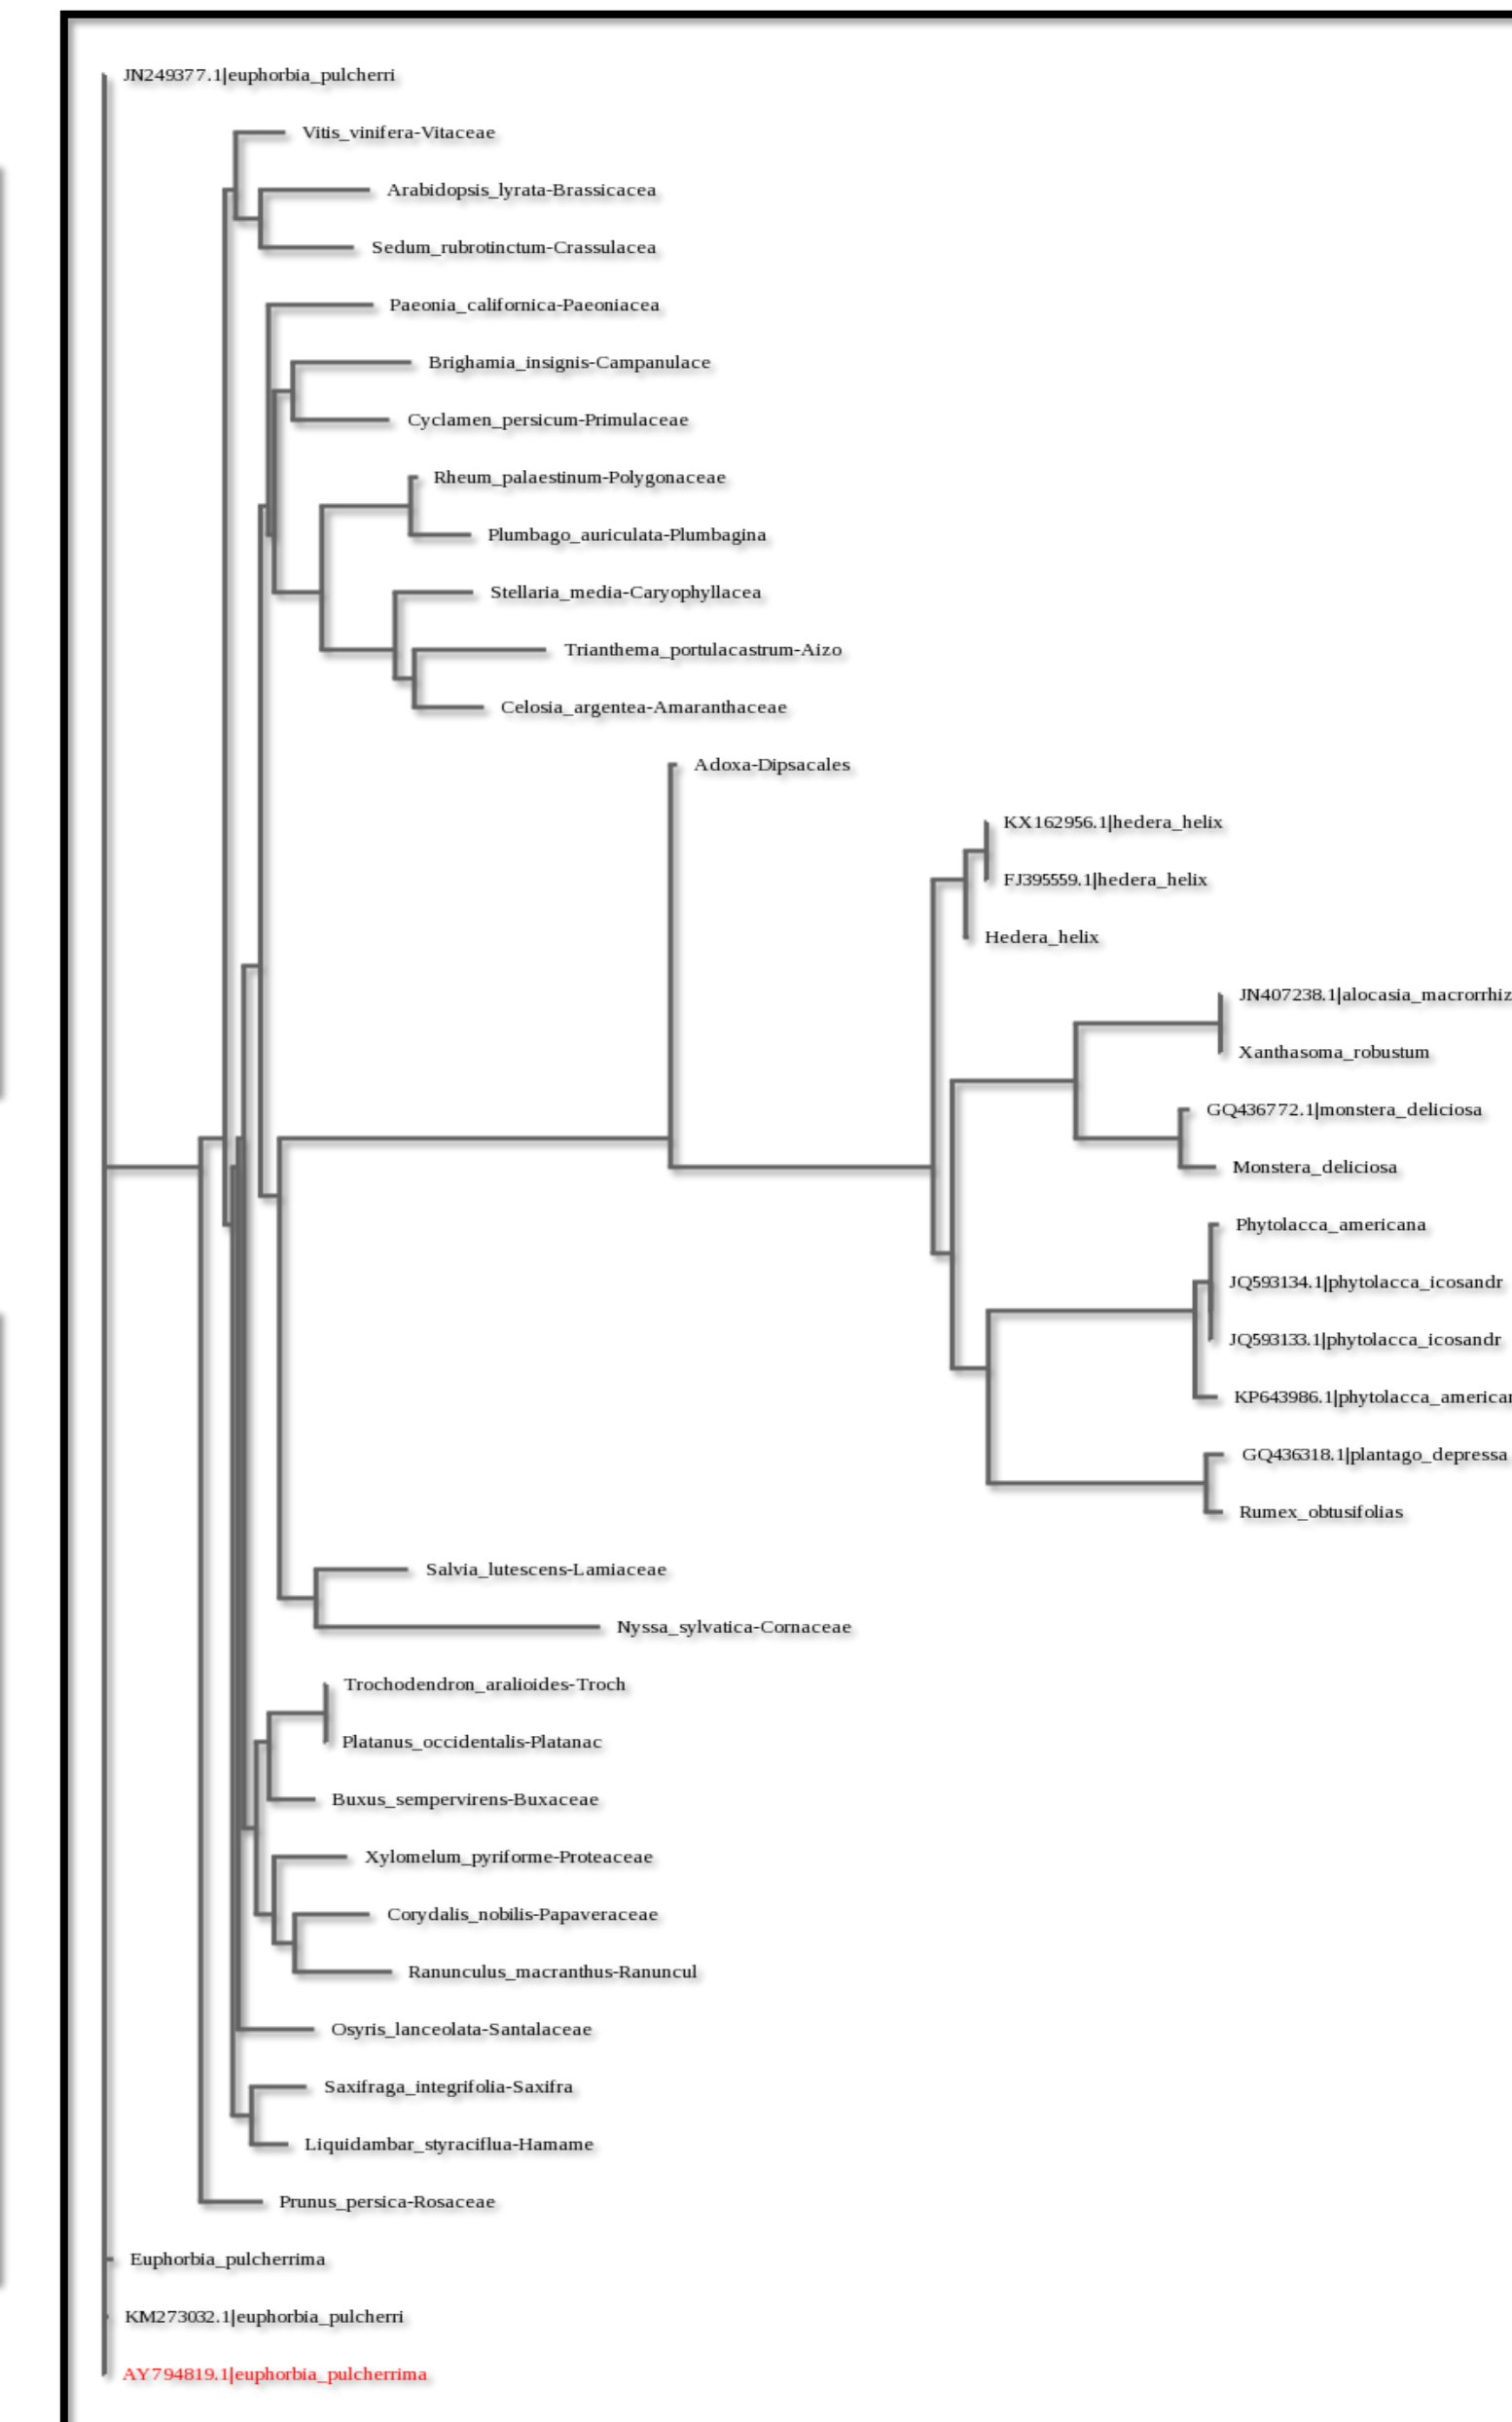 JN249377.1|euphorbia_pulcherri
Vitis_vinifera-Vitaceae
Arabidopsis_lyrata-Brassicacea
Sedum_rubrotinctum-Crassulacea
Paeonia_californica-Paeoniacea
Brighamia_insignis-Campanulace
Cyclamen_persicum-Primulaceae
Rheum_palaestinum-Polygonaceae
Plumbago_auriculata-Plumbagina
Stellaria_media-Caryophyllacea
Trianthema_portulacastrum-Aizo
Celosia_argentea-Amaranthaceae
Adoxa-Dipsacales
KX162956.1|hedera_helix
FJ395559.1|hedera_helix
Hedera_helix
JN407238.1|alocasia_macrorrhiz
Xanthasoma_robustum
GQ436772.1|monstera_deliciosa
Monstera_deliciosa
Phytolacca_americana
JQ593134.1|phytolacca_icosandr
JQ593133.1|phytolacca_icosandr
KP643986.1|phytolacca_american
GQ436318.1|plantago_depressa
Rumex_obtusifolias
Salvia_lutescens-Lamiaceae
Nyssa_sylvatica-Cornaceae
Trochodendron_aralioides-Troch
Platanus_occidentalis-Platanac
Buxus_sempervirens-Buxaceae
Xylomelum_pyriforme-Proteaceae
Corydalis_nobilis-Papaveraceae
Ranunculus_macranthus-Ranuncul
Osyris_lanceolata-Santalaceae
Saxifraga_integrifolia-Saxifra
Liquidambar_styraciflua-Hamame
Prunus_persica-Rosaceae
Euphorbia_pulcherrima
KM273032.1|euphorbia_pulcherri
AY794819.1|euphorbia_pulcherrima